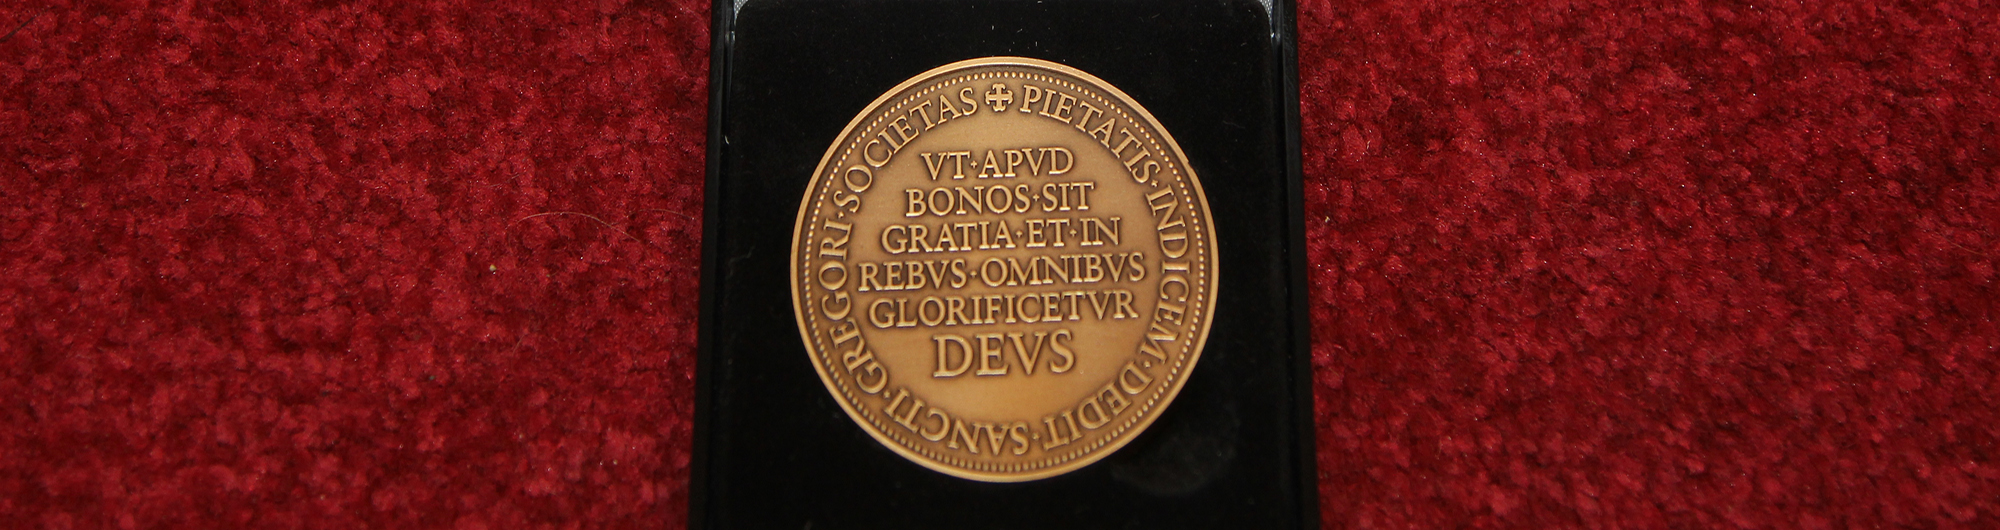 ✠ PIETATIS·INDICEM·DEDIT·SANCTI·GREGORI·SOCIETAS
VT·APVD
BONOS·SIT
GRATIA·ET·IN
REBVS·OMNIBVS
GLORIFICETVR
DEVS